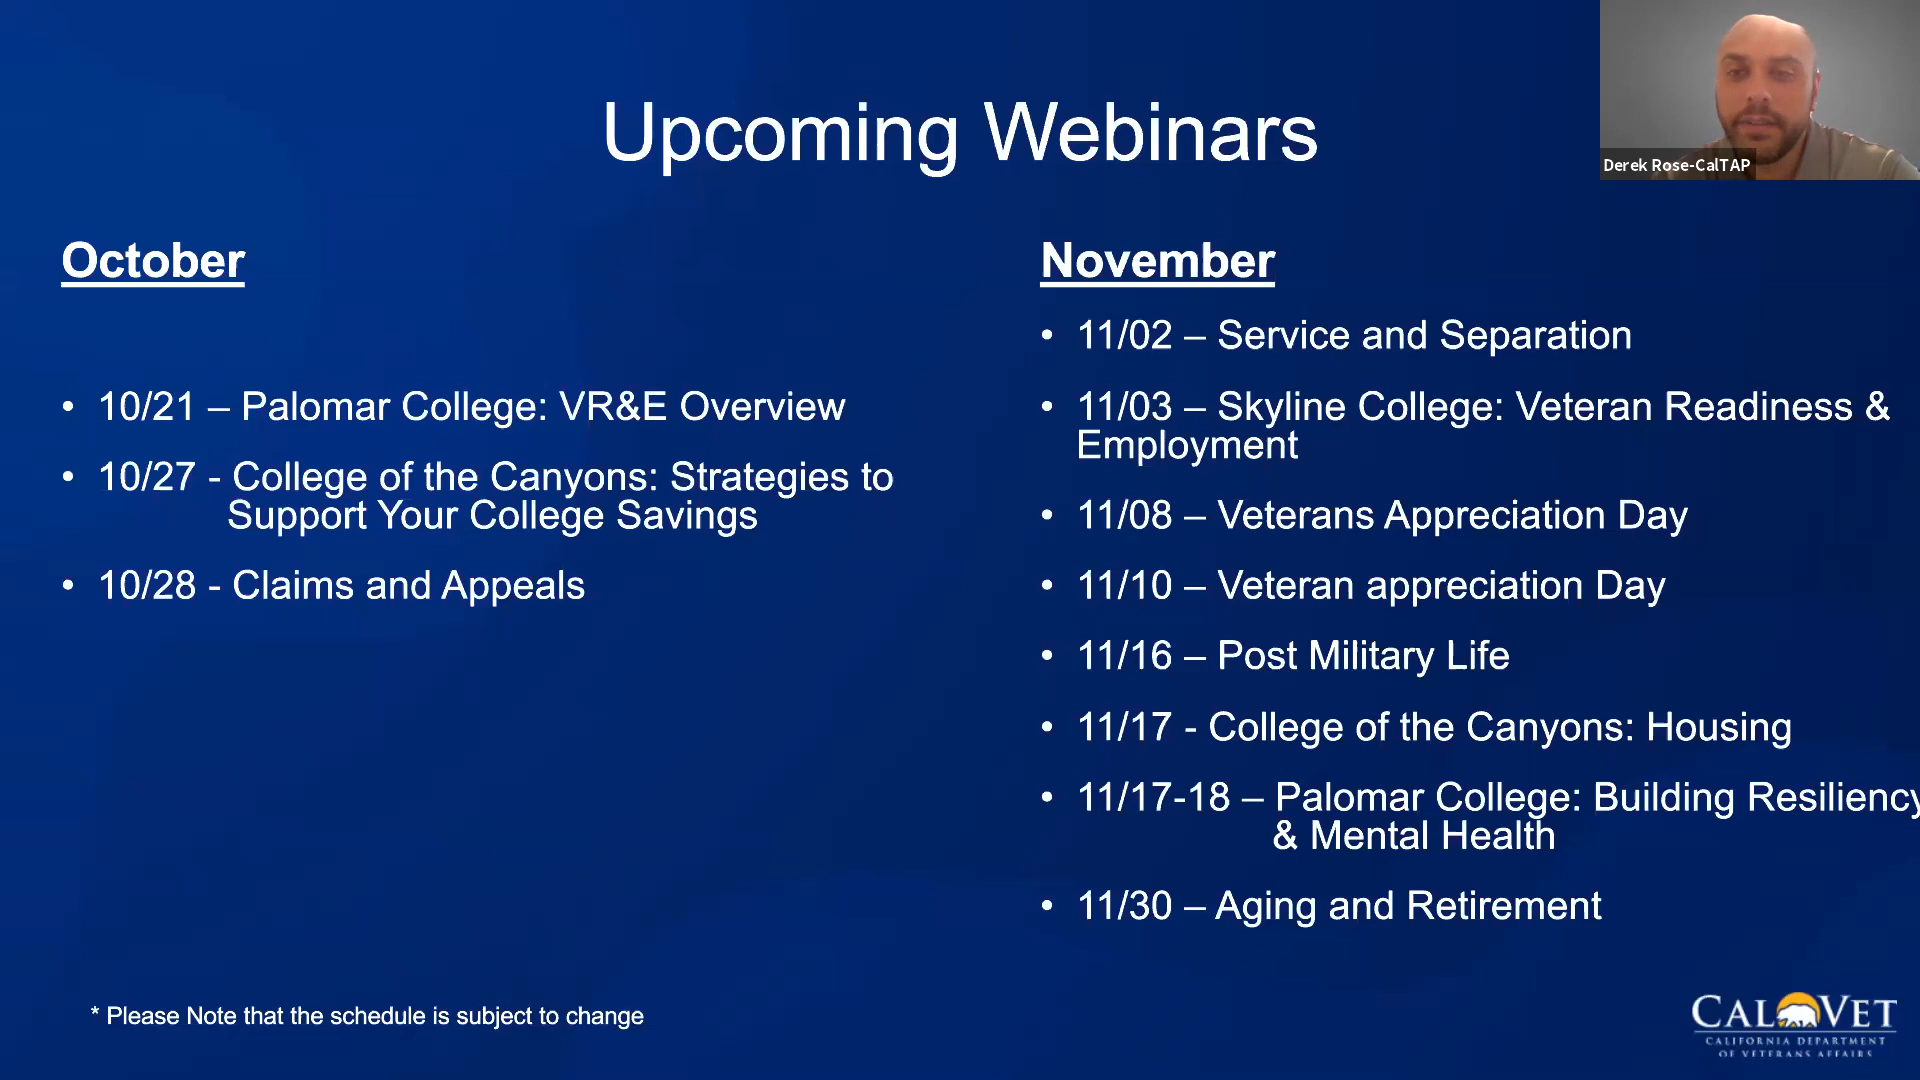 Upcoming Webinars
Derek Rose-CalTAP
October
• 10/21 – Palomar College: VR&E Overview
• 10/27 - College of the Canyons: Strategies to
Support Your College Savings
• 10/28 - Claims and Appeals
November
• 11/02 – Service and Separation
• 11/03 – Skyline College: Veteran Readiness &
Employment
• 11/08 – Veterans Appreciation Day
• 11/10 – Veteran appreciation Day
• 11/16 – Post Military Life
• 11/17 - College of the Canyons: Housing
• 11/17-18 – Palomar College: Building Resiliency
& Mental Health
• 11/30 – Aging and Retirement
* Please Note that the schedule is subject to change
CALVET
CALIFORNIA DEPARTMENT
OF VETERANS AFFAIRS